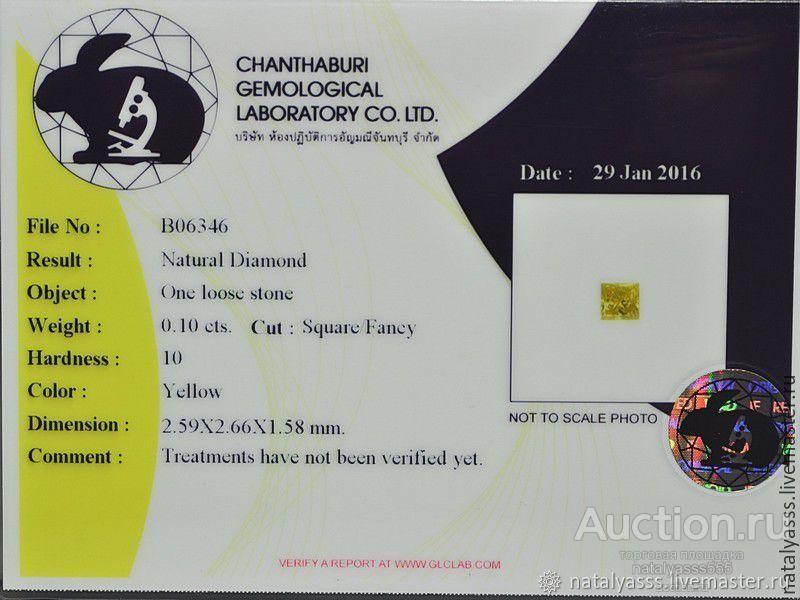 CHANTHABURI
GEMOLOGICAL
LABORATORY CO. LTD.
บริษัท ห้องปฏิบัติการอัญมณีจันทบุรี จำกัด
Date : 29 Jan 2016
File No : B06346
Result : Natural Diamond
Object : One loose stone
Weight : 0.10 cts. Cut : Square/Fancy
Hardness : 10
Color : Yellow
Dimension : 2.59X2.66X1.58 mm.
Comment : Treatments have not been verified yet.
NOT TO SCALE PHOTO
VERIFY A REPORT AT WWW.GLCLAB.COM
Auction.ru
торговая площадка
natalyasss555
natalyasss.livemaster.ru
natalyasss.livemaster.ru